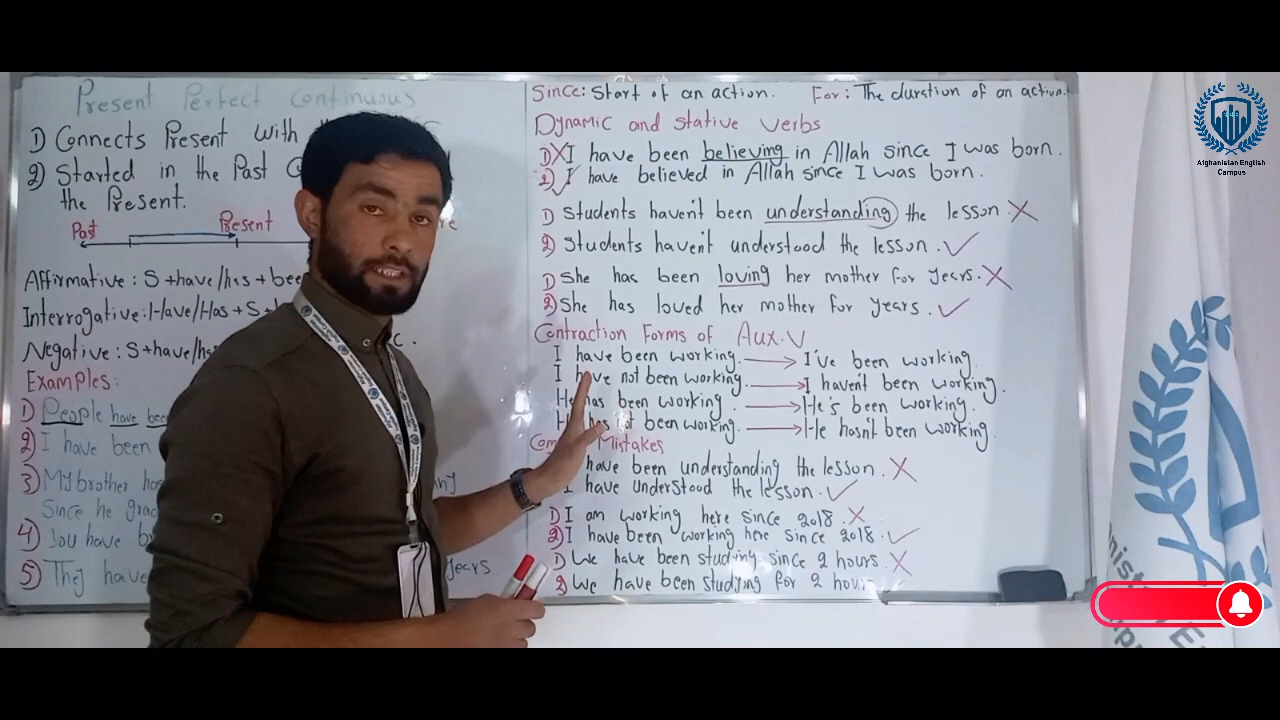 Present Perfect Continuous
1) Connects Present with
2) Started in the Past
the Present.
Past Present
Affirmative: S+have/has+bee
Interrogative: Have/Has+S+
Negative: S+have/has
Examples:
1) People have been
2) I have been
3) My brother has
Since he
4) You have
5) They have years
Since: Start of an action. For: The duration of an action.
Dynamic and Stative Verbs
1) X I have been believing in Allah since I was born.
2) ✓ I have believed in Allah since I was born.
1) Students haven't been understanding the lesson X
2) Students haven't understood the lesson. ✓
1) She has been loving her mother for years. X
2) She has loved her mother for years. ✓
Contraction Forms of Aux.V
I have been working. → I've been working.
I have not been working. → I haven't been working.
He has been working. → He's been working.
He has not been working. → He hasn't been working.
Mistakes
have been understanding the lesson. X
I have understood the lesson. ✓
1) I am working here since 2018. X
2) I have been working here since 2018. ✓
1) We have been studying since 2 hours. X
2) We have been studying for 2 hours
Afghanistan English
Campus